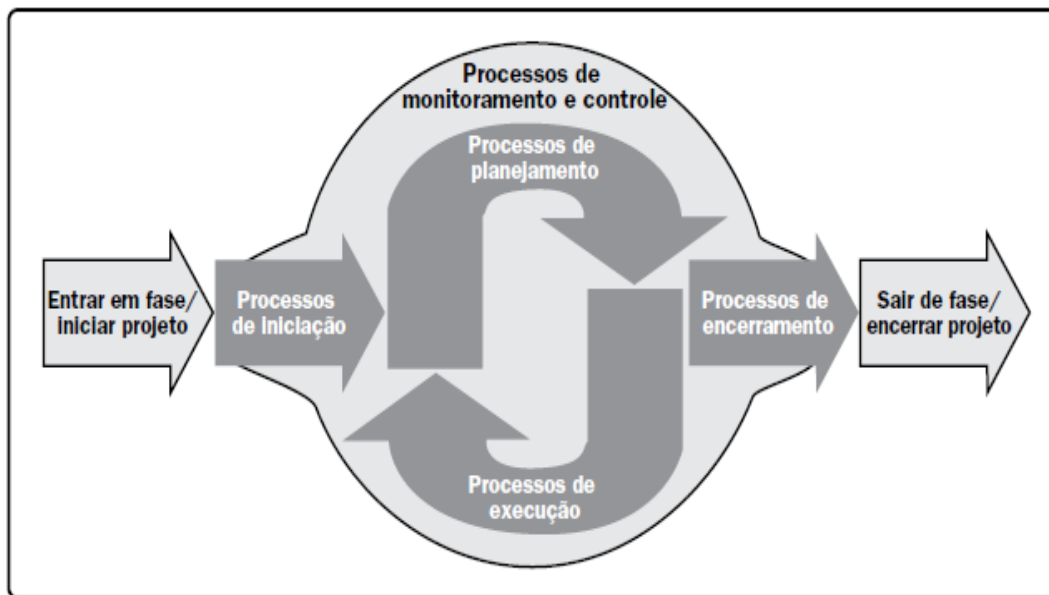 Processos de
monitoramento e controle
Processos de
planejamento
Entrar em fase/
iniciar projeto
Processos
de iniciação
Processos de
encerramento
Sair de fase/
encerrar projeto
Processos de
execução